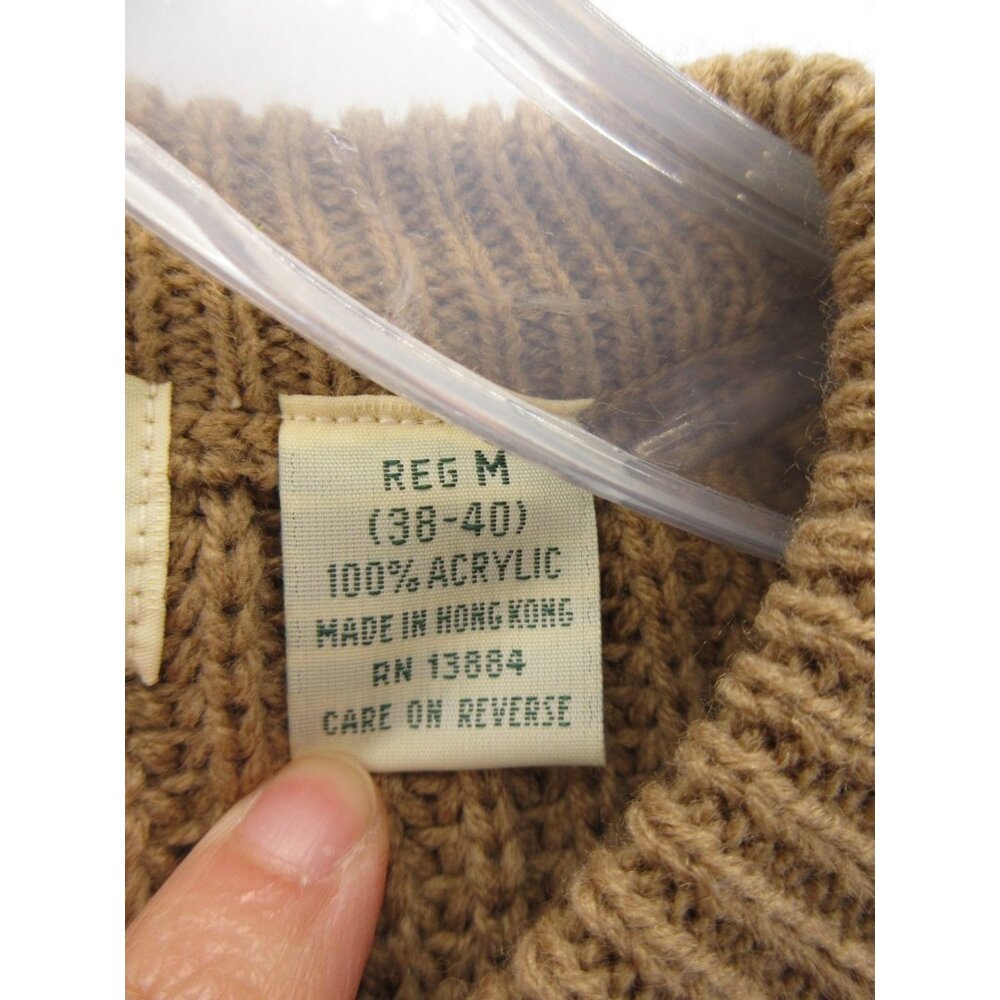 REG M
(38-40)
100% ACRYLIC
MADE IN HONG KONG
RN 13884
CARE ON REVERSE